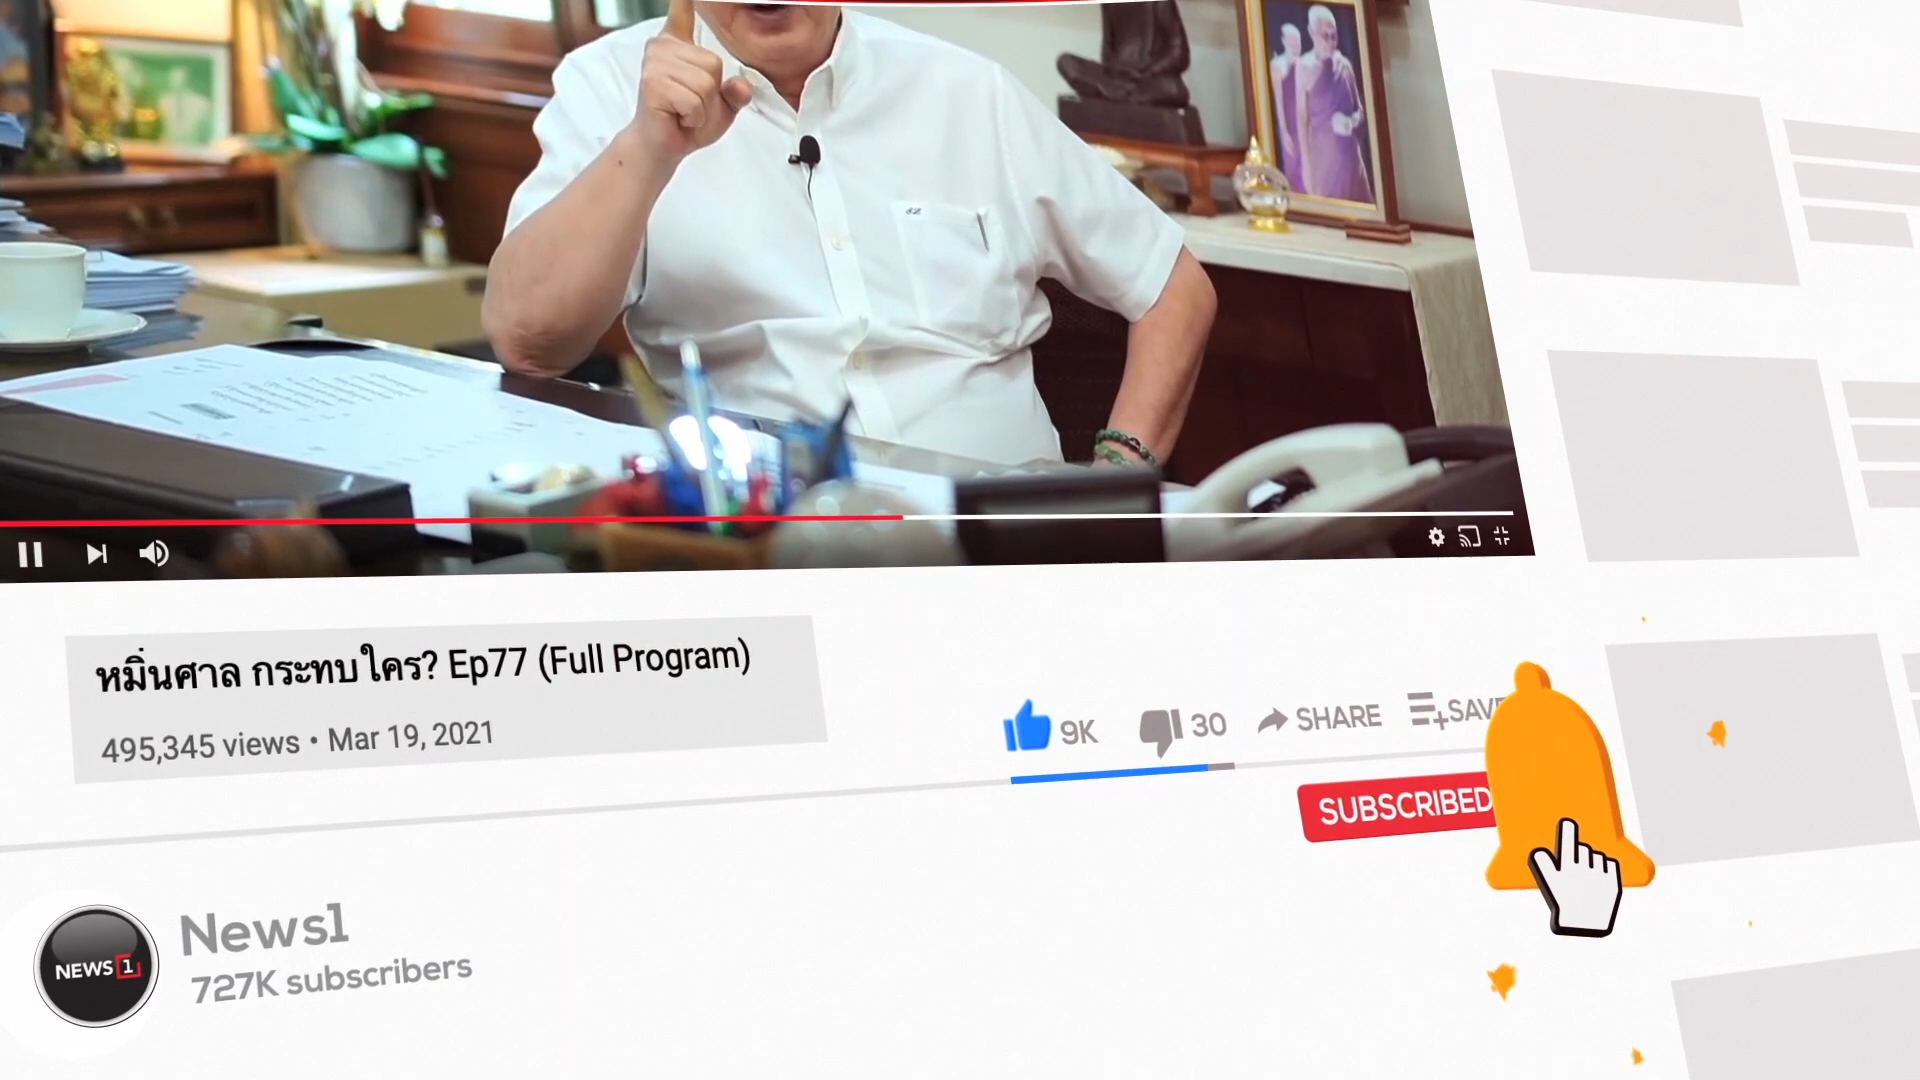 หมิ่นศาล กระทบใคร? Ep77 (Full Program)
495,345 views • Mar 19, 2021
9K
30
SHARE
SAVE
SUBSCRIBED
NEWS 1
News1
727K subscribers